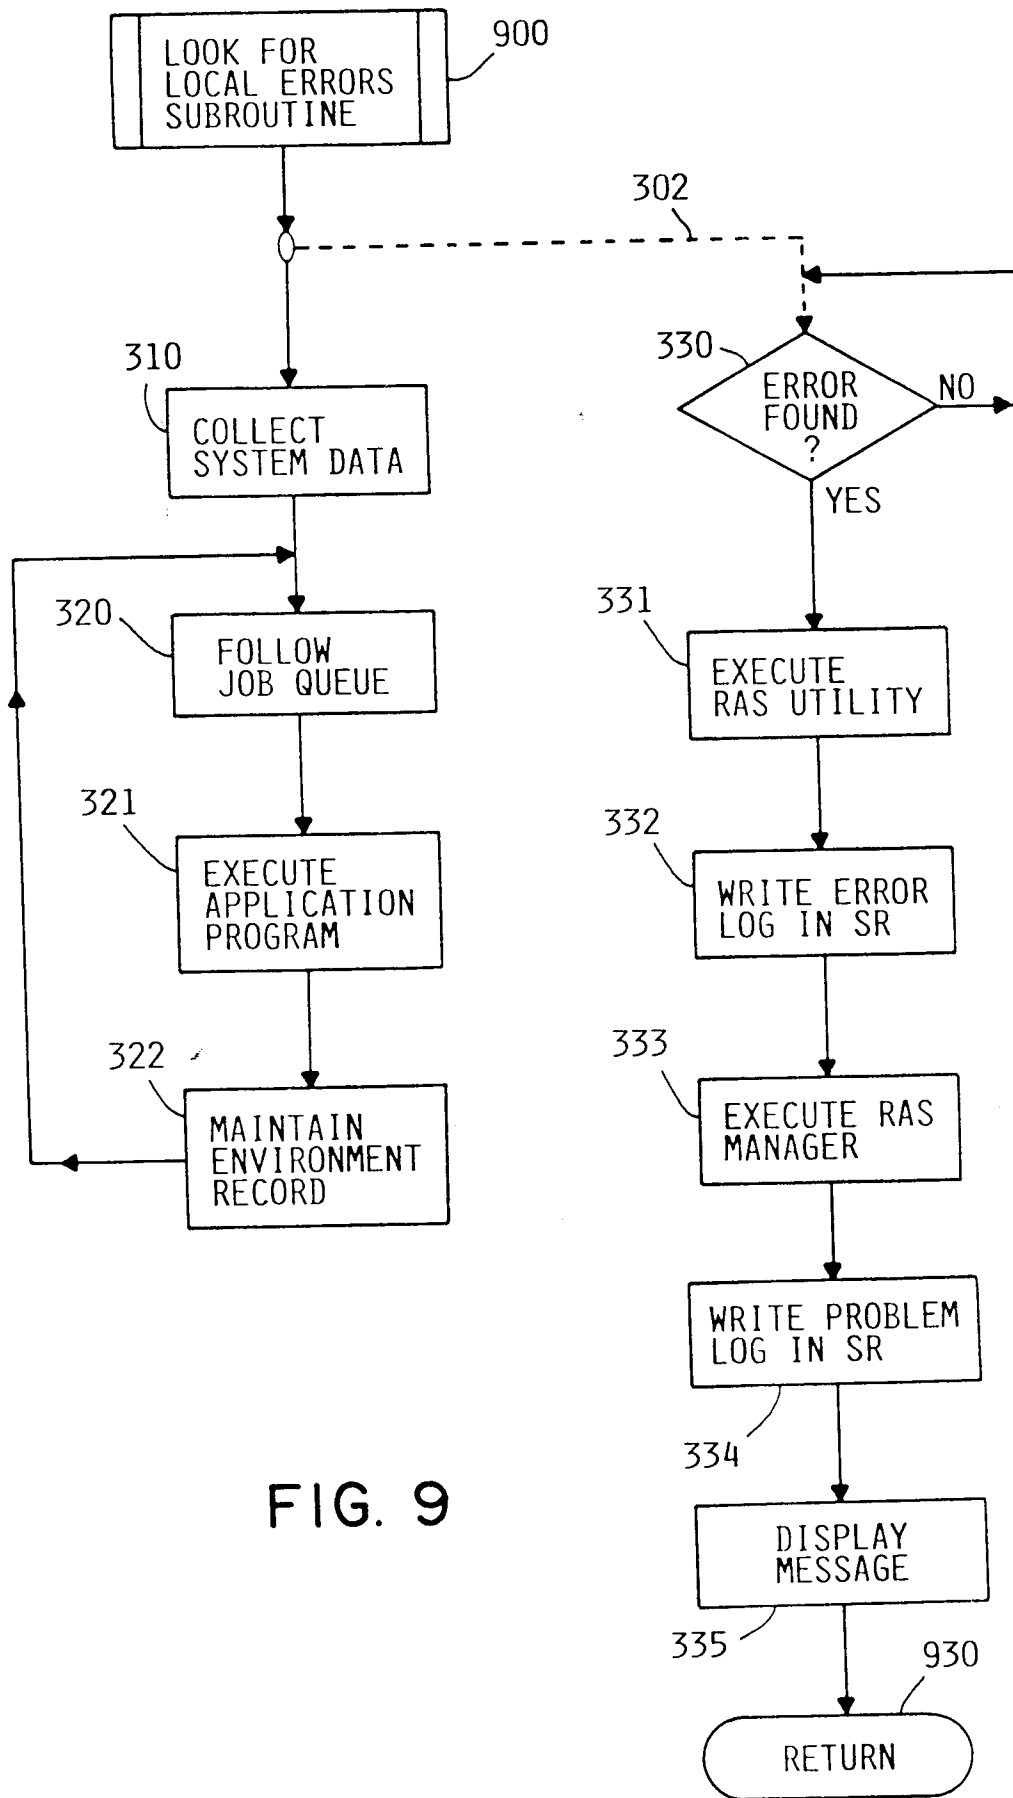 LOOK FOR
LOCAL ERRORS
SUBROUTINE
900
302
310
COLLECT
SYSTEM DATA
320
FOLLOW
JOB QUEUE
321
EXECUTE
APPLICATION
PROGRAM
322
MAINTAIN
ENVIRONMENT
RECORD
330
ERROR
FOUND
?
NO
YES
331
EXECUTE
RAS UTILITY
332
WRITE ERROR
LOG IN SR
333
EXECUTE RAS
MANAGER
WRITE PROBLEM
LOG IN SR
334
DISPLAY
MESSAGE
335
930
RETURN
FIG. 9